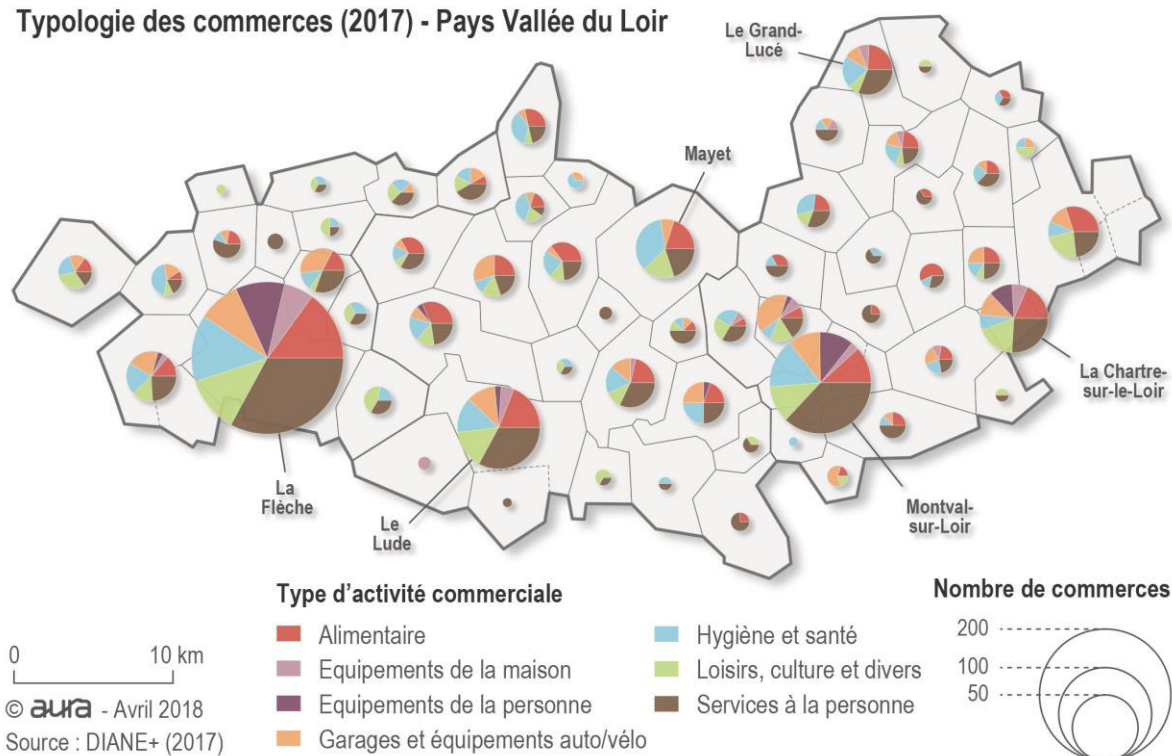 Typologie des commerces (2017) - Pays Vallée du Loir
Le Grand-
Lucé
Mayet
La Chartre-
sur-le-Loir
La
Flèche
Le
Lude
Montval-
sur-Loir
Type d'activité commerciale
Alimentaire
Equipements de la maison
Equipements de la personne
Garages et équipements auto/vélo
Hygiène et santé
Loisirs, culture et divers
Services à la personne
Nombre de commerces
200
100
50
0 10 km
© aura - Avril 2018
Source : DIANE+ (2017)